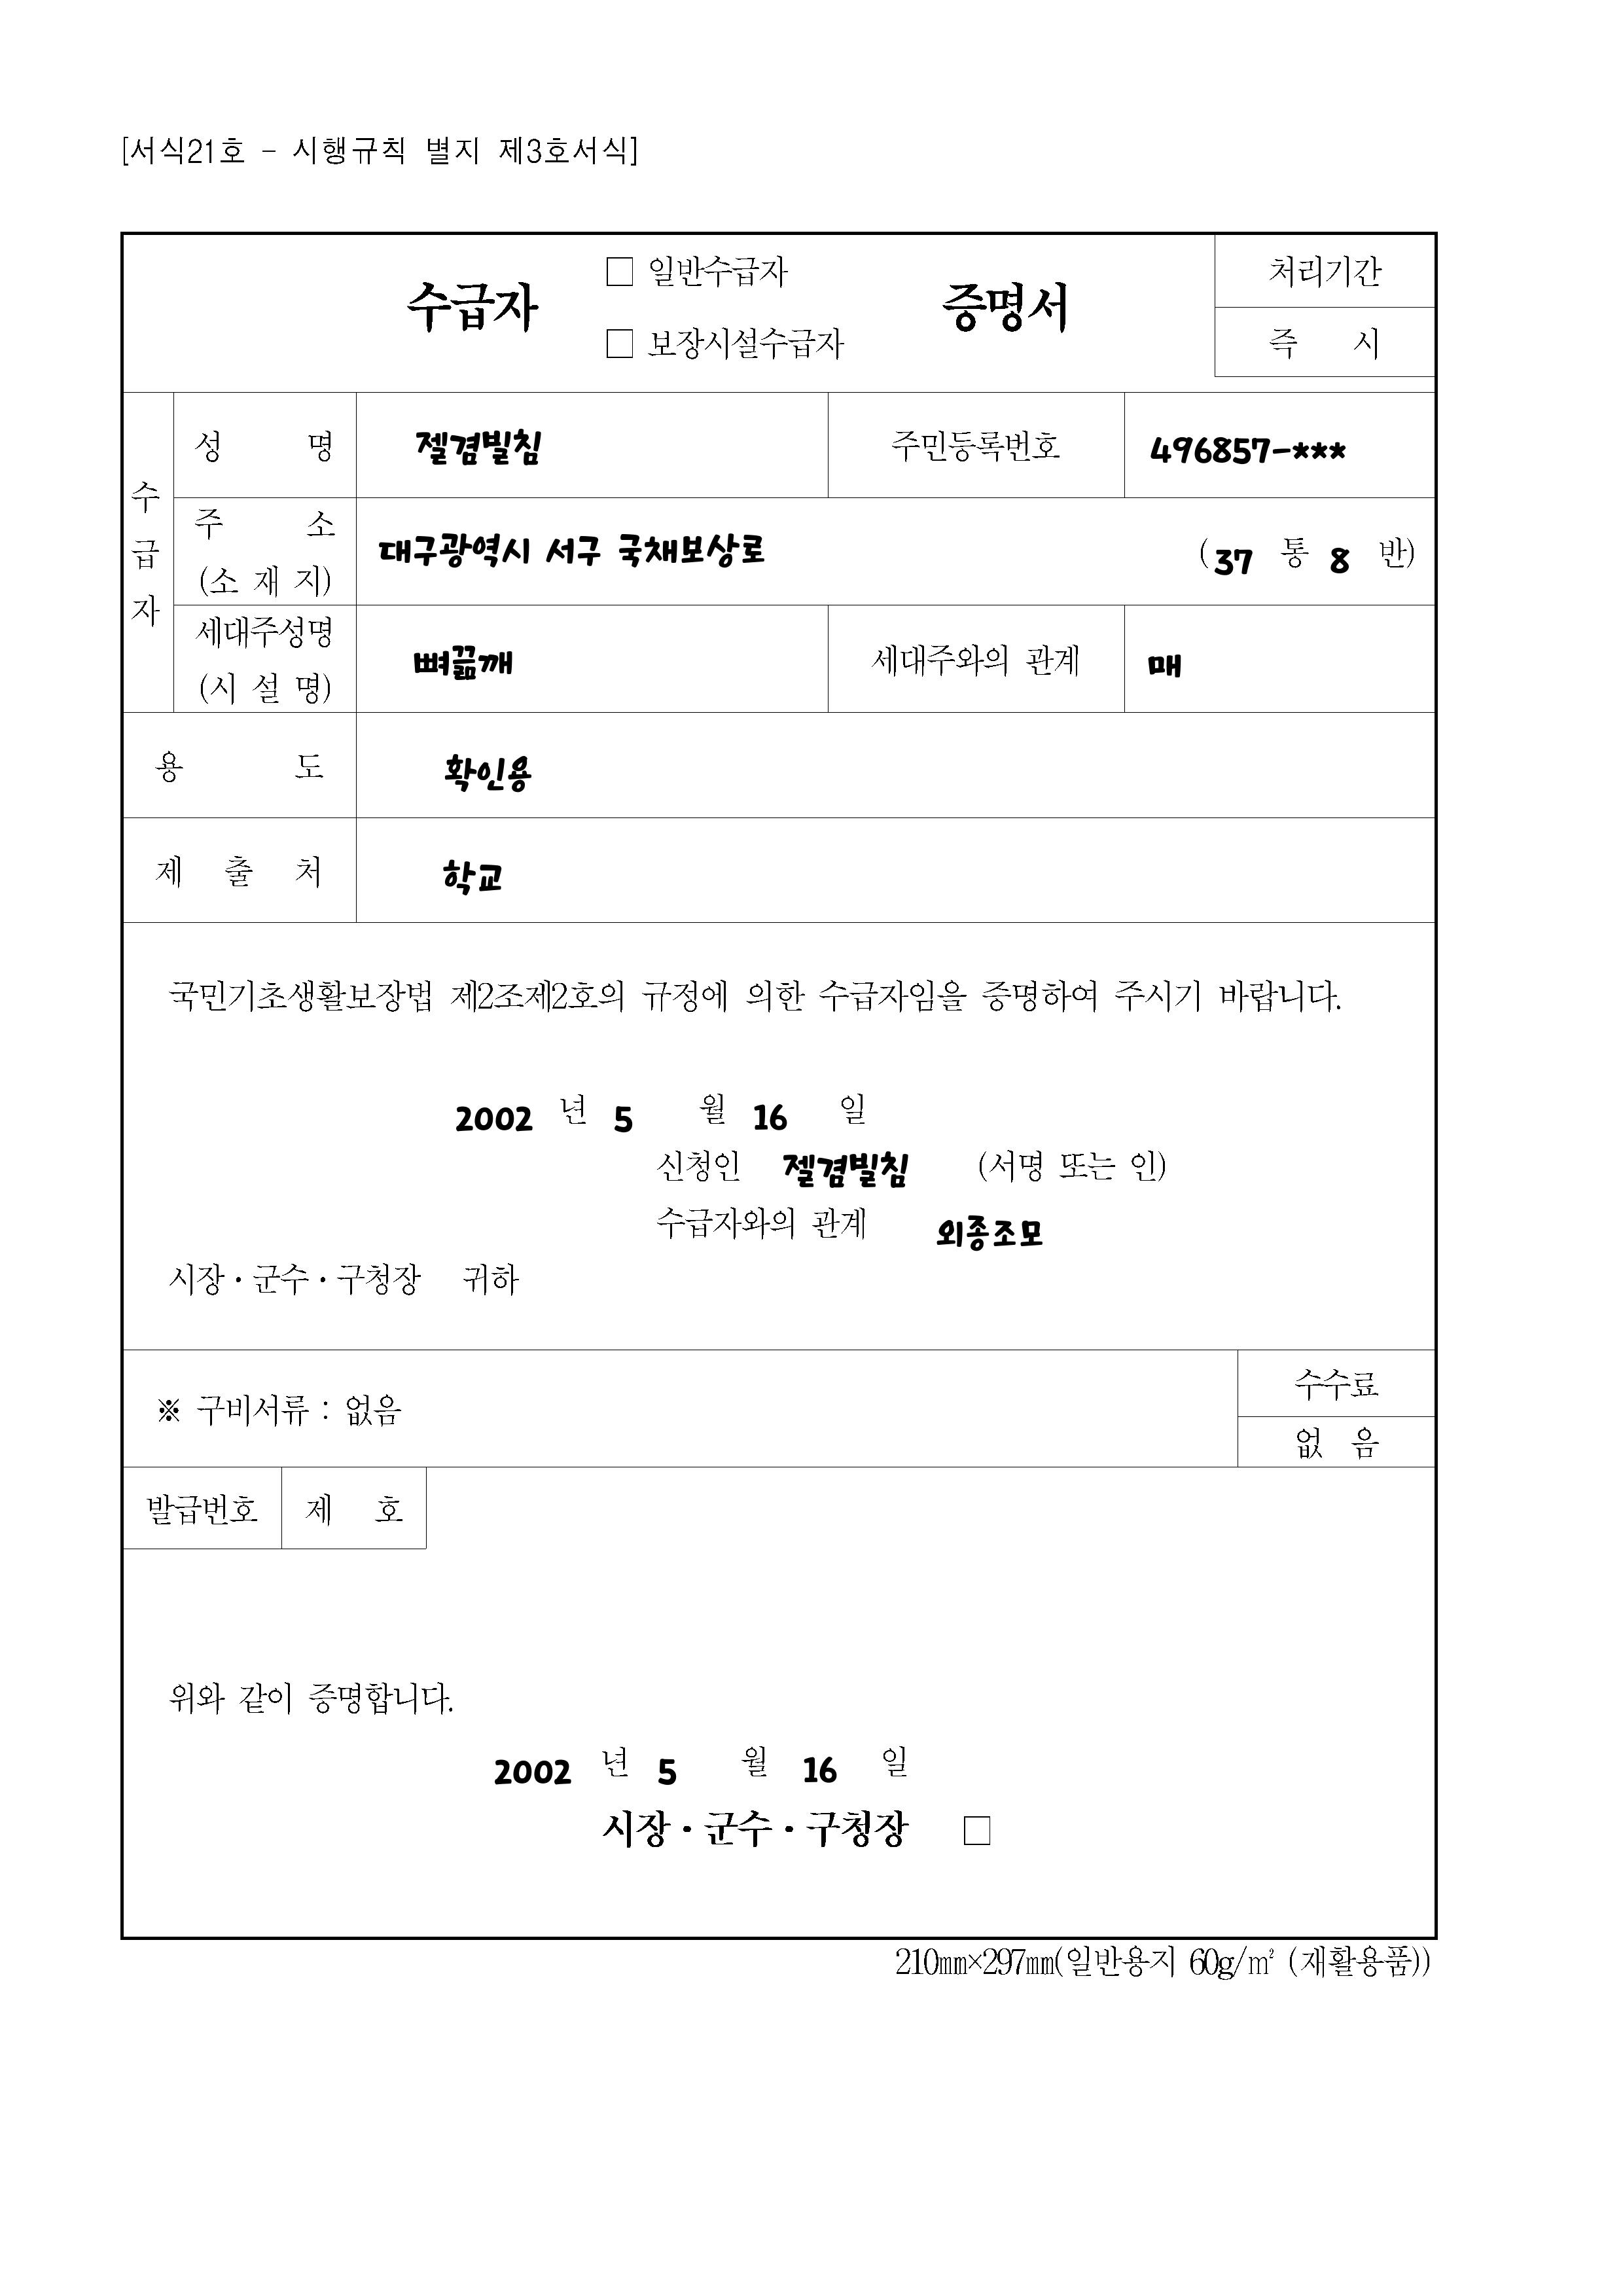 [서식21호 - 시행규칙 별지 제3호서식]
수급자 □ 일반수급자 □ 보장시설수급자 증명서
처리기간
즉 시
수급자
성 명 젤겸빌침 주민등록번호 496857-***
주 소 (소 재 지) 대구광역시 서구 국채보상로 (37 통 8 반)
세대주성명 (시 설 명) 뼈끎깨 세대주와의 관계 매
용 도 확인용
제 출 처 학교
국민기초생활보장법 제2조제2호의 규정에 의한 수급자임을 증명하여 주시기 바랍니다.
2002 년 5 월 16 일
신청인 젤겸빌침 (서명 또는 인)
수급자와의 관계 외종조모
시장·군수·구청장 귀하
※ 구비서류 : 없음
수수료
없 음
발급번호 제 호
위와 같이 증명합니다.
2002 년 5 월 16 일
시장·군수·구청장 □
210㎜×297㎜(일반용지 60g/㎡ (재활용품))